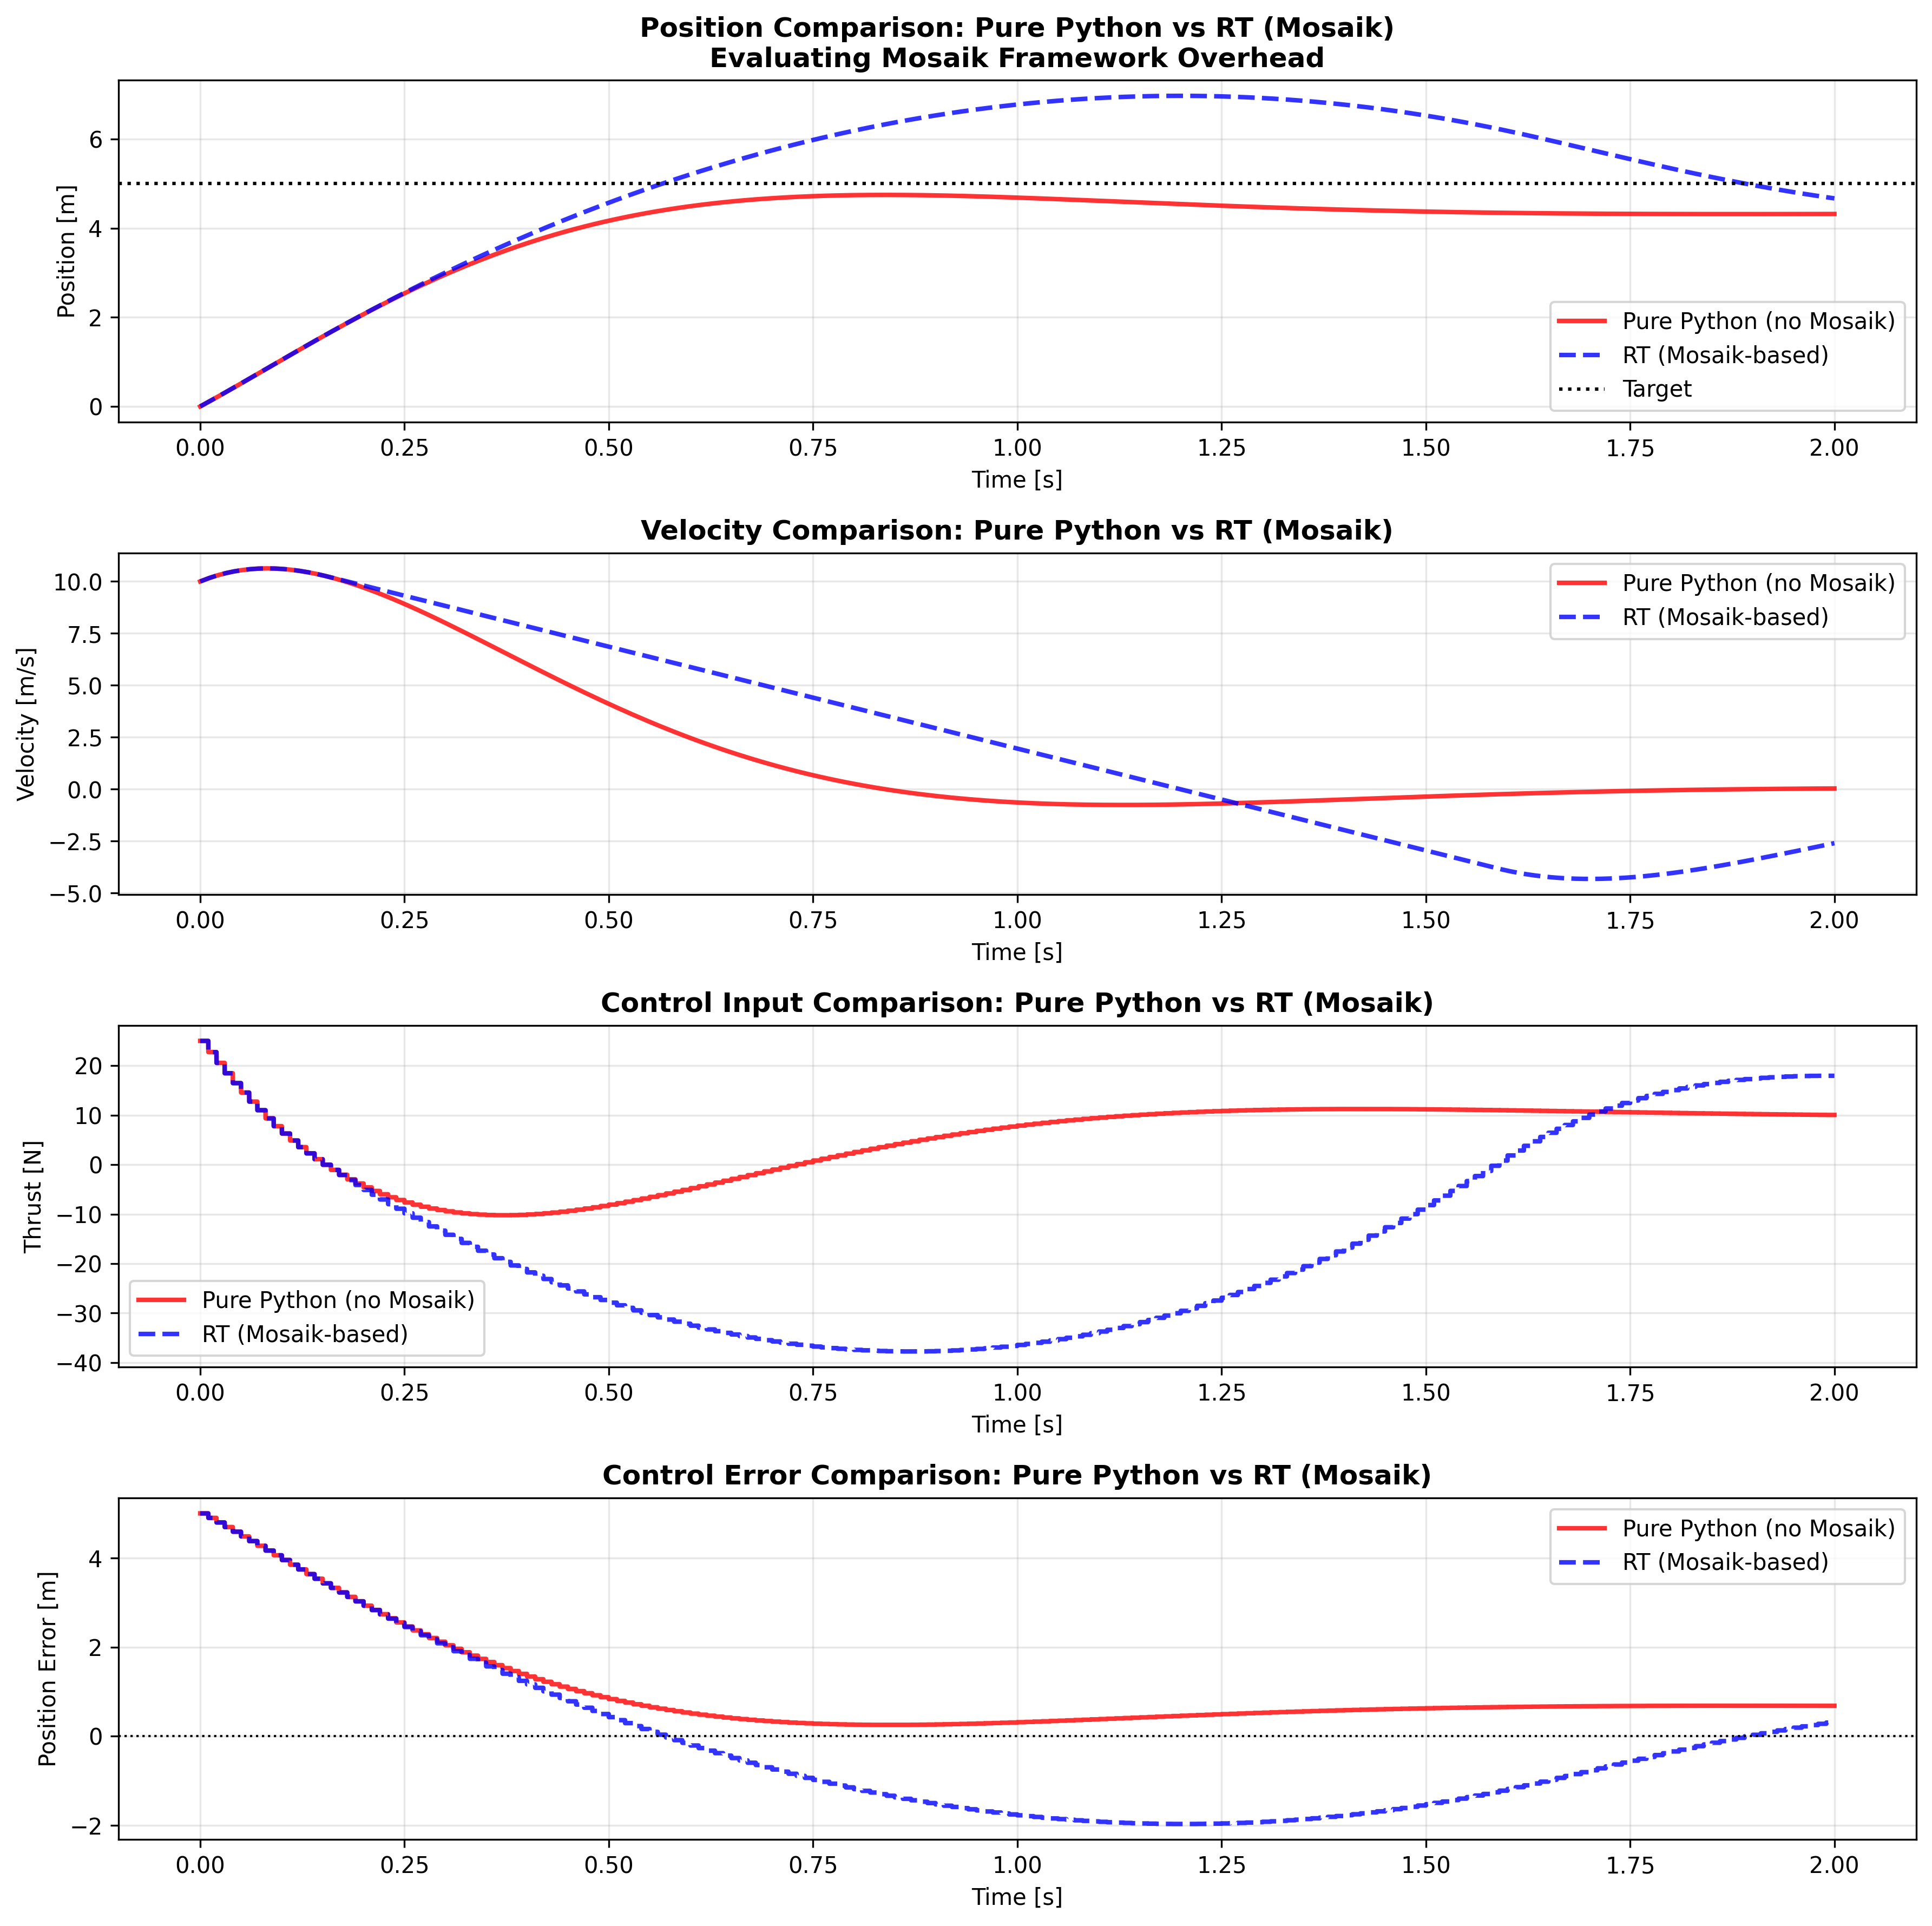 Position Comparison: Pure Python vs RT (Mosaik)
Evaluating Mosaik Framework Overhead
Position [m]
6
4
2
0
Pure Python (no Mosaik)
RT (Mosaik-based)
Target
0.00 0.25 0.50 0.75 1.00 1.25 1.50 1.75 2.00
Time [s]
Velocity Comparison: Pure Python vs RT (Mosaik)
Velocity [m/s]
10.0
7.5
5.0
2.5
0.0
−2.5
−5.0
Pure Python (no Mosaik)
RT (Mosaik-based)
0.00 0.25 0.50 0.75 1.00 1.25 1.50 1.75 2.00
Time [s]
Control Input Comparison: Pure Python vs RT (Mosaik)
Thrust [N]
20
10
0
−10
−20
−30
−40
Pure Python (no Mosaik)
RT (Mosaik-based)
0.00 0.25 0.50 0.75 1.00 1.25 1.50 1.75 2.00
Time [s]
Control Error Comparison: Pure Python vs RT (Mosaik)
Position Error [m]
4
2
0
−2
Pure Python (no Mosaik)
RT (Mosaik-based)
0.00 0.25 0.50 0.75 1.00 1.25 1.50 1.75 2.00
Time [s]